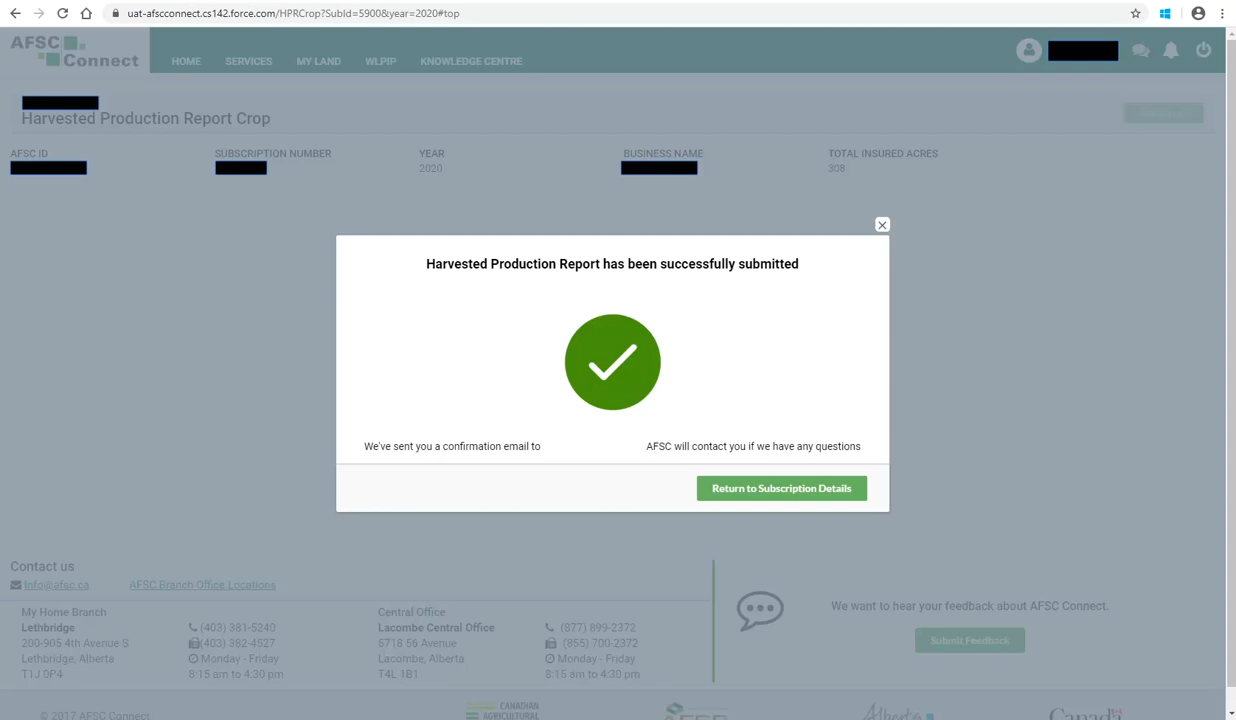 uat-afscconnect.cs142.force.com/HPRCrop?SubId=5900&year=2020#top
AFSC
Connect
HOME SERVICES MY LAND WLPIP KNOWLEDGE CENTRE
Harvested Production Report Crop
AFSC ID SUBSCRIPTION NUMBER YEAR BUSINESS NAME TOTAL INSURED ACRES
2020 308
Harvested Production Report has been successfully submitted
We've sent you a confirmation email to AFSC will contact you if we have any questions
Return to Subscription Details
Contact us
Info@afsc.ca AFSC Branch Office Locations
My Home Branch Central Office
Lethbridge (403) 381-5240 Lacombe Central Office (877) 899-2372
200-905 4th Avenue S (403) 382-4527 5718 56 Avenue (855) 700-2372
Lethbridge, Alberta Monday - Friday Lacombe, Alberta Monday - Friday
T1J 0P4 8:15 am to 4:30 pm T4L 1B1 8:15 am to 4:30 pm
We want to hear your feedback about AFSC Connect.
Submit Feedback
© 2017 AFSC Connect
CANADIAN
AGRICULTURAL
Alberta
Canada